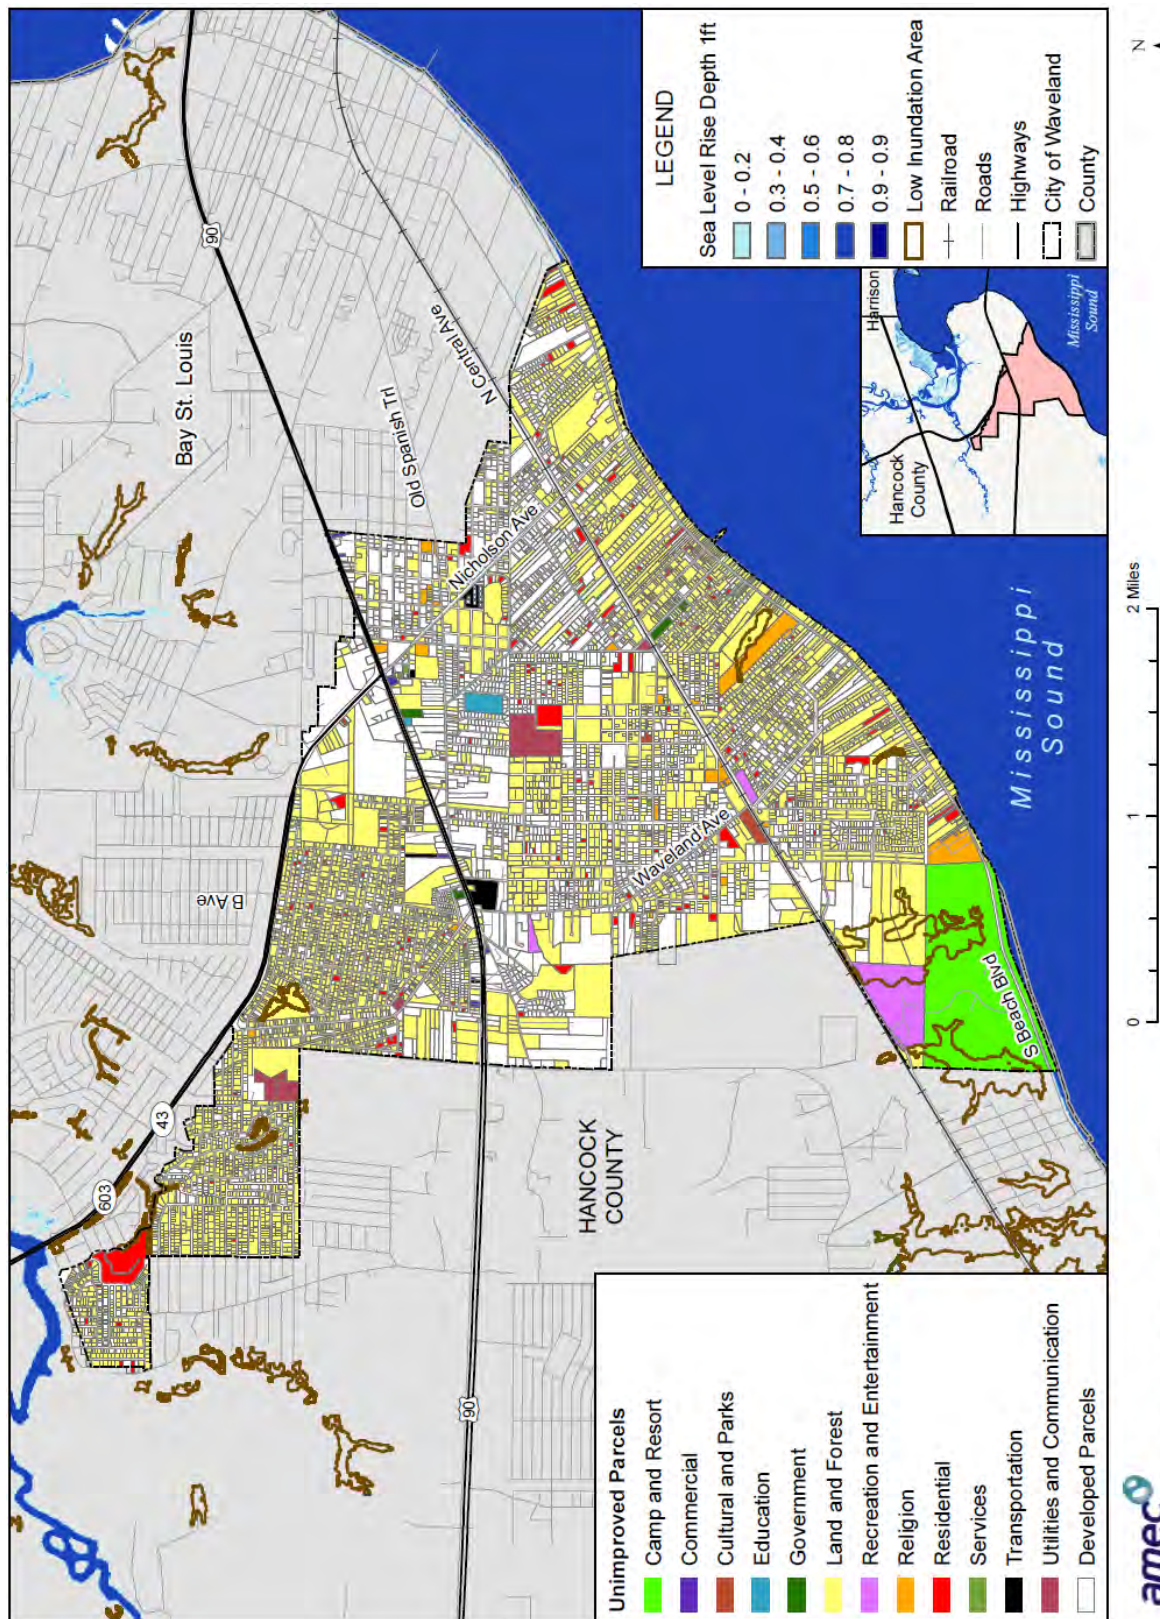 Bay St. Louis
90
Old Spanish Trl
N Central Ave
Nicholson Ave
B Ave
43
603
Waveland Ave
HANCOCK
COUNTY
S Beach Blvd
90
Mississippi
Sound
LEGEND
Sea Level Rise Depth 1ft
0 - 0.2
0.3 - 0.4
0.5 - 0.6
0.7 - 0.8
0.9 - 0.9
Low Inundation Area
Railroad
Roads
Highways
City of Waveland
County
Hancock
County
Harrison
Mississippi
Sound
Unimproved Parcels
Camp and Resort
Commercial
Cultural and Parks
Education
Government
Land and Forest
Recreation and Entertainment
Religion
Residential
Services
Transportation
Utilities and Communication
Developed Parcels
amec
0
1
2 Miles
N